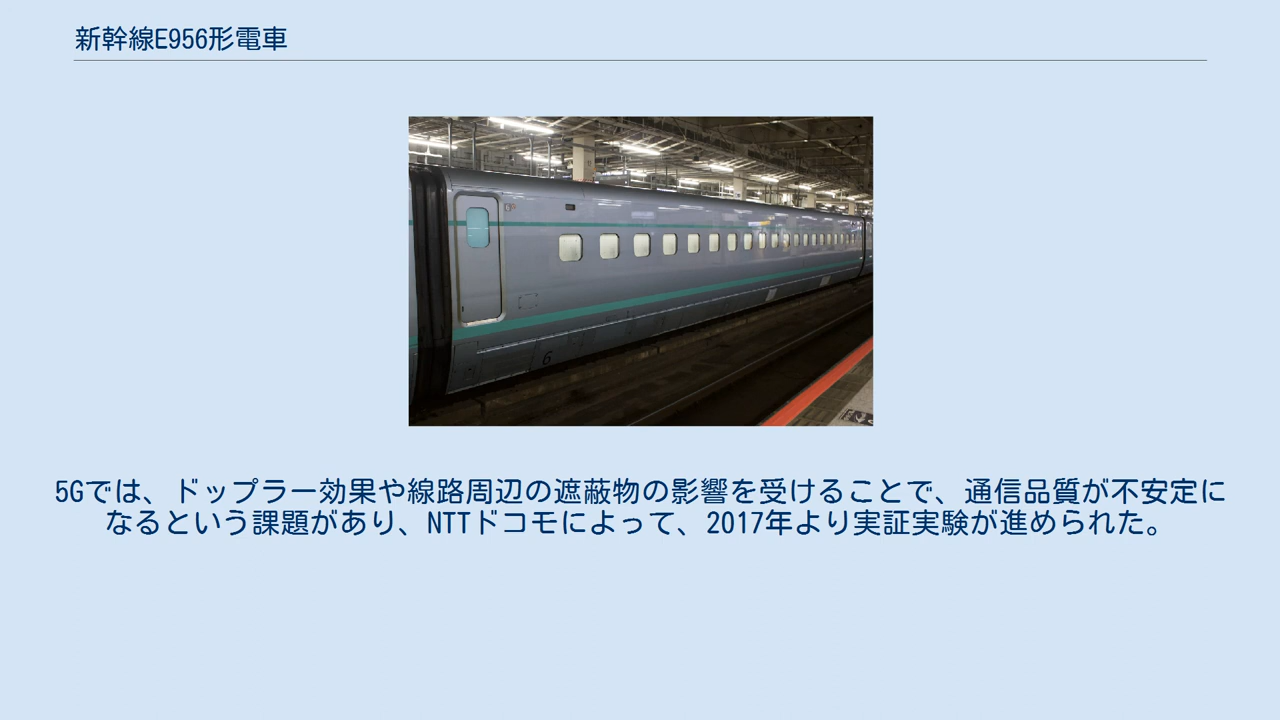 新幹線E956形電車
6
5Gでは、ドップラー効果や線路周辺の遮蔽物の影響を受けることで、通信品質が不安定に
なるという課題があり、NTTドコモによって、2017年より実証実験が進められた。